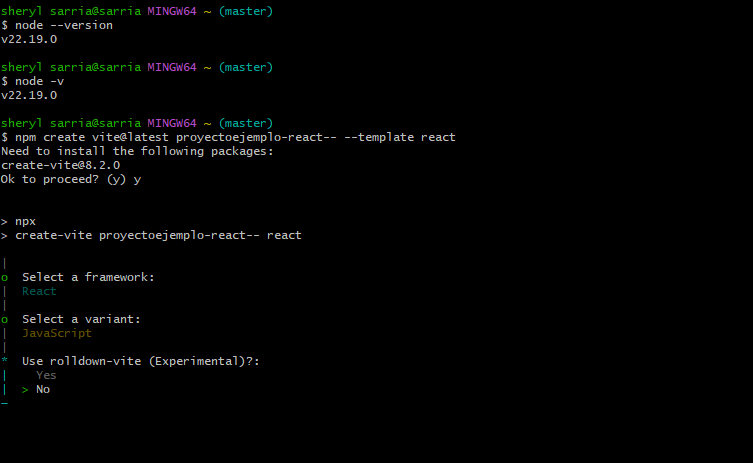 sheryl sarria@sarria MINGW64 ~ (master)
$ node --version
v22.19.0
sheryl sarria@sarria MINGW64 ~ (master)
$ node -v
v22.19.0
sheryl sarria@sarria MINGW64 ~ (master)
$ npm create vite@latest proyectoejemplo-react-- --template react
Need to install the following packages:
create-vite@8.2.0
Ok to proceed? (y) y
> npx
> create-vite proyectoejemplo-react-- react
|
o  Select a framework:
|  React
|
o  Select a variant:
|  JavaScript
|
*  Use rolldown-vite (Experimental)?:
|    Yes
|  > No
—